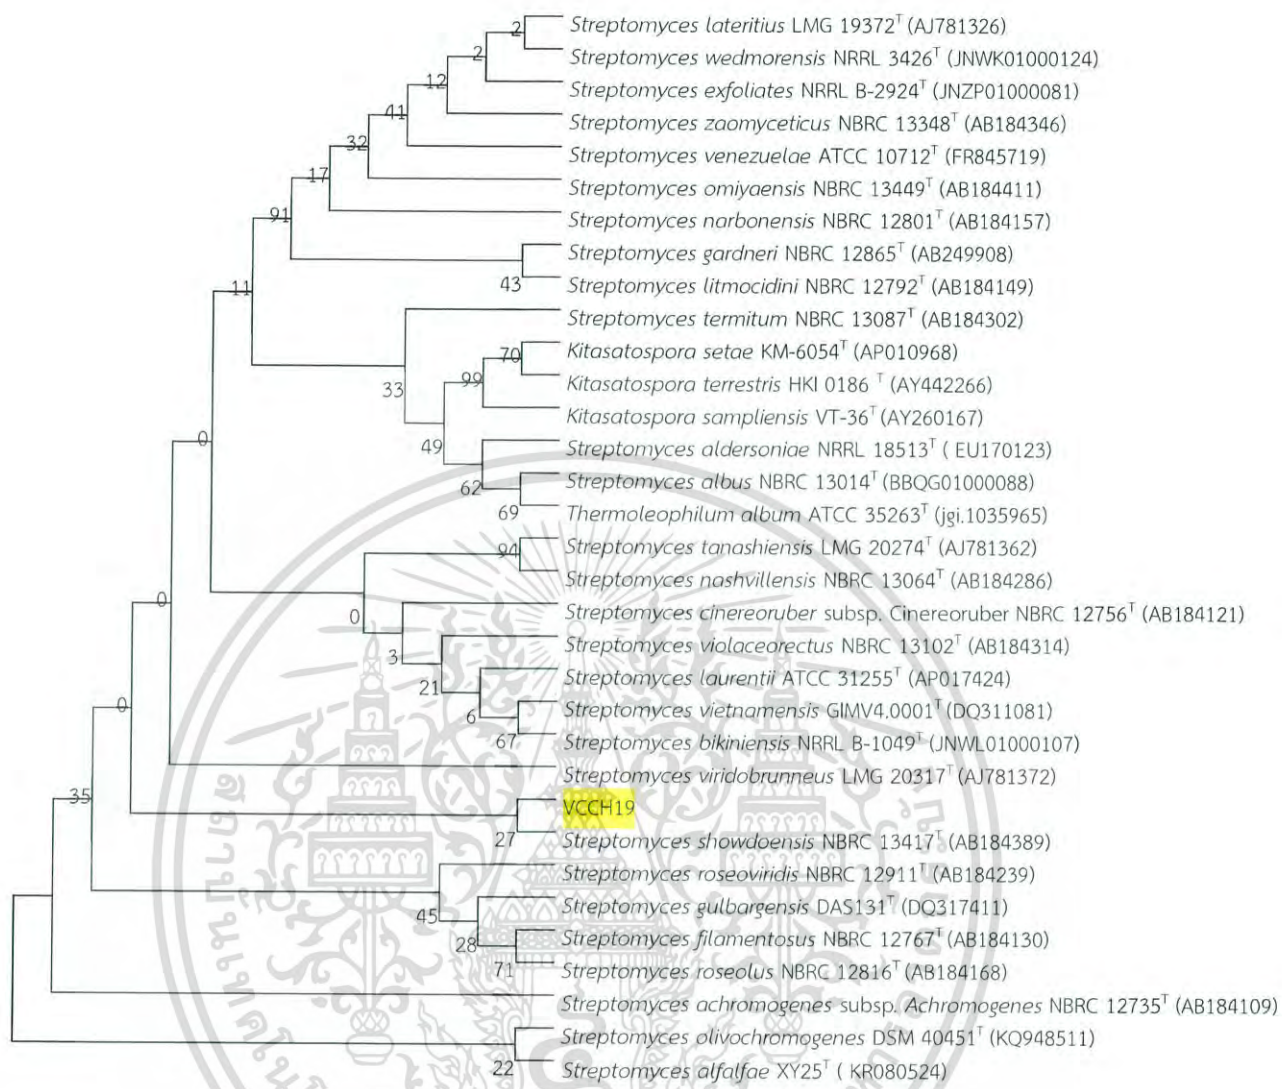 2
Streptomyces lateritius LMG 19372ᵀ (AJ781326)
2
Streptomyces wedmorensis NRRL 3426ᵀ (JNWK01000124)
12
Streptomyces exfoliates NRRL B-2924ᵀ (JNZP01000081)
41
Streptomyces zaomyceticus NBRC 13348ᵀ (AB184346)
32
Streptomyces venezuelae ATCC 10712ᵀ (FR845719)
17
Streptomyces omiyaensis NBRC 13449ᵀ (AB184411)
91
Streptomyces narbonensis NBRC 12801ᵀ (AB184157)
Streptomyces gardneri NBRC 12865ᵀ (AB249908)
11
43
Streptomyces litmocidini NBRC 12792ᵀ (AB184149)
Streptomyces termitum NBRC 13087ᵀ (AB184302)
70
Kitasatospora setae KM-6054ᵀ (AP010968)
33
99
Kitasatospora terrestris HKI 0186 ᵀ (AY442266)
Kitasatospora sampliensis VT-36ᵀ (AY260167)
0
49
Streptomyces aldersoniae NRRL 18513ᵀ ( EU170123)
62
Streptomyces albus NBRC 13014ᵀ (BBQG01000088)
69
Thermoleophilum album ATCC 35263ᵀ (jgi.1035965)
94
Streptomyces tanashiensis LMG 20274ᵀ (AJ781362)
Streptomyces nashvillensis NBRC 13064ᵀ (AB184286)
0
0
Streptomyces cinereoruber subsp. Cinereoruber NBRC 12756ᵀ (AB184121)
3
Streptomyces violaceorectus NBRC 13102ᵀ (AB184314)
21
Streptomyces laurentii ATCC 31255ᵀ (AP017424)
0
6
Streptomyces vietnamensis GIMV4.0001ᵀ (DQ311081)
67
Streptomyces bikiniensis NRRL B-1049ᵀ (JNWL01000107)
Streptomyces viridobrunneus LMG 20317ᵀ (AJ781372)
35
VCCH19
27
Streptomyces showdoensis NBRC 13417ᵀ (AB184389)
Streptomyces roseoviridis NBRC 12911ᵀ (AB184239)
45
Streptomyces gulbargensis DAS131ᵀ (DQ317411)
28
Streptomyces filamentosus NBRC 12767ᵀ (AB184130)
71
Streptomyces roseolus NBRC 12816ᵀ (AB184168)
Streptomyces achromogenes subsp. Achromogenes NBRC 12735ᵀ (AB184109)
Streptomyces olivochromogenes DSM 40451ᵀ (KQ948511)
22
Streptomyces alfalfae XY25ᵀ ( KR080524)